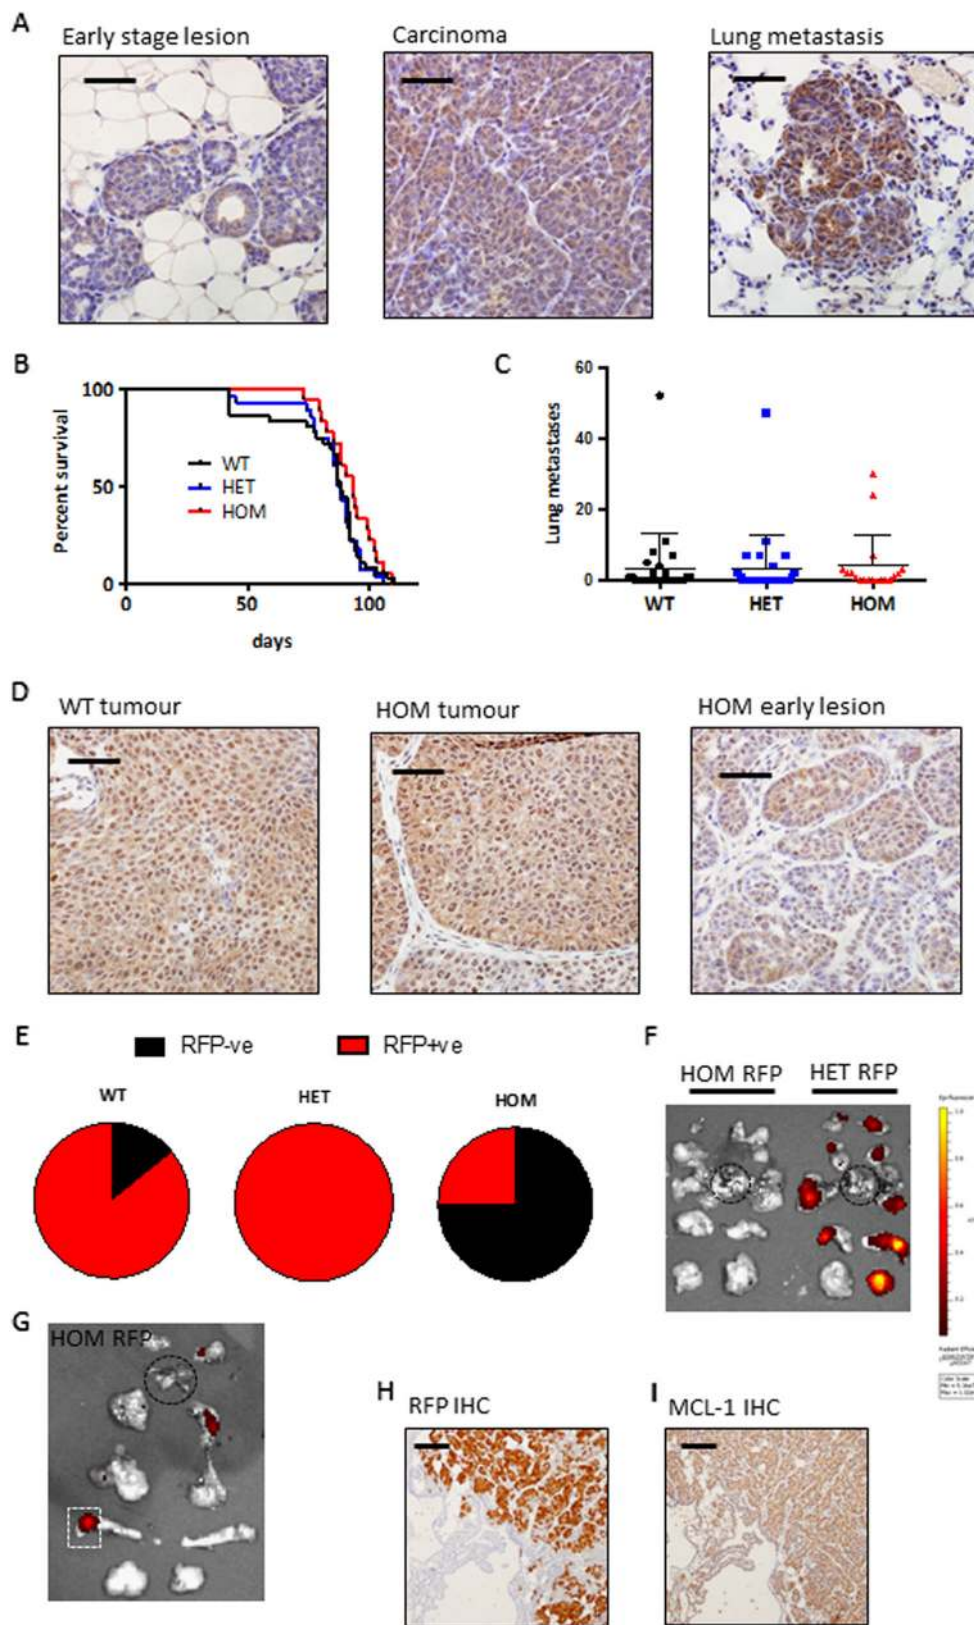 A
Early stage lesion
Carcinoma
Lung metastasis
B
Percent survival
100
50
0
WT
HET
HOM
0
50
100
days
C
Lung metastases
60
40
20
0
WT
HET
HOM
D
WT tumour
HOM tumour
HOM early lesion
E
RFP-ve
RFP+ve
WT
HET
HOM
F
HOM RFP
HET RFP
G
HOM RFP
H
RFP IHC
I
MCL-1 IHC